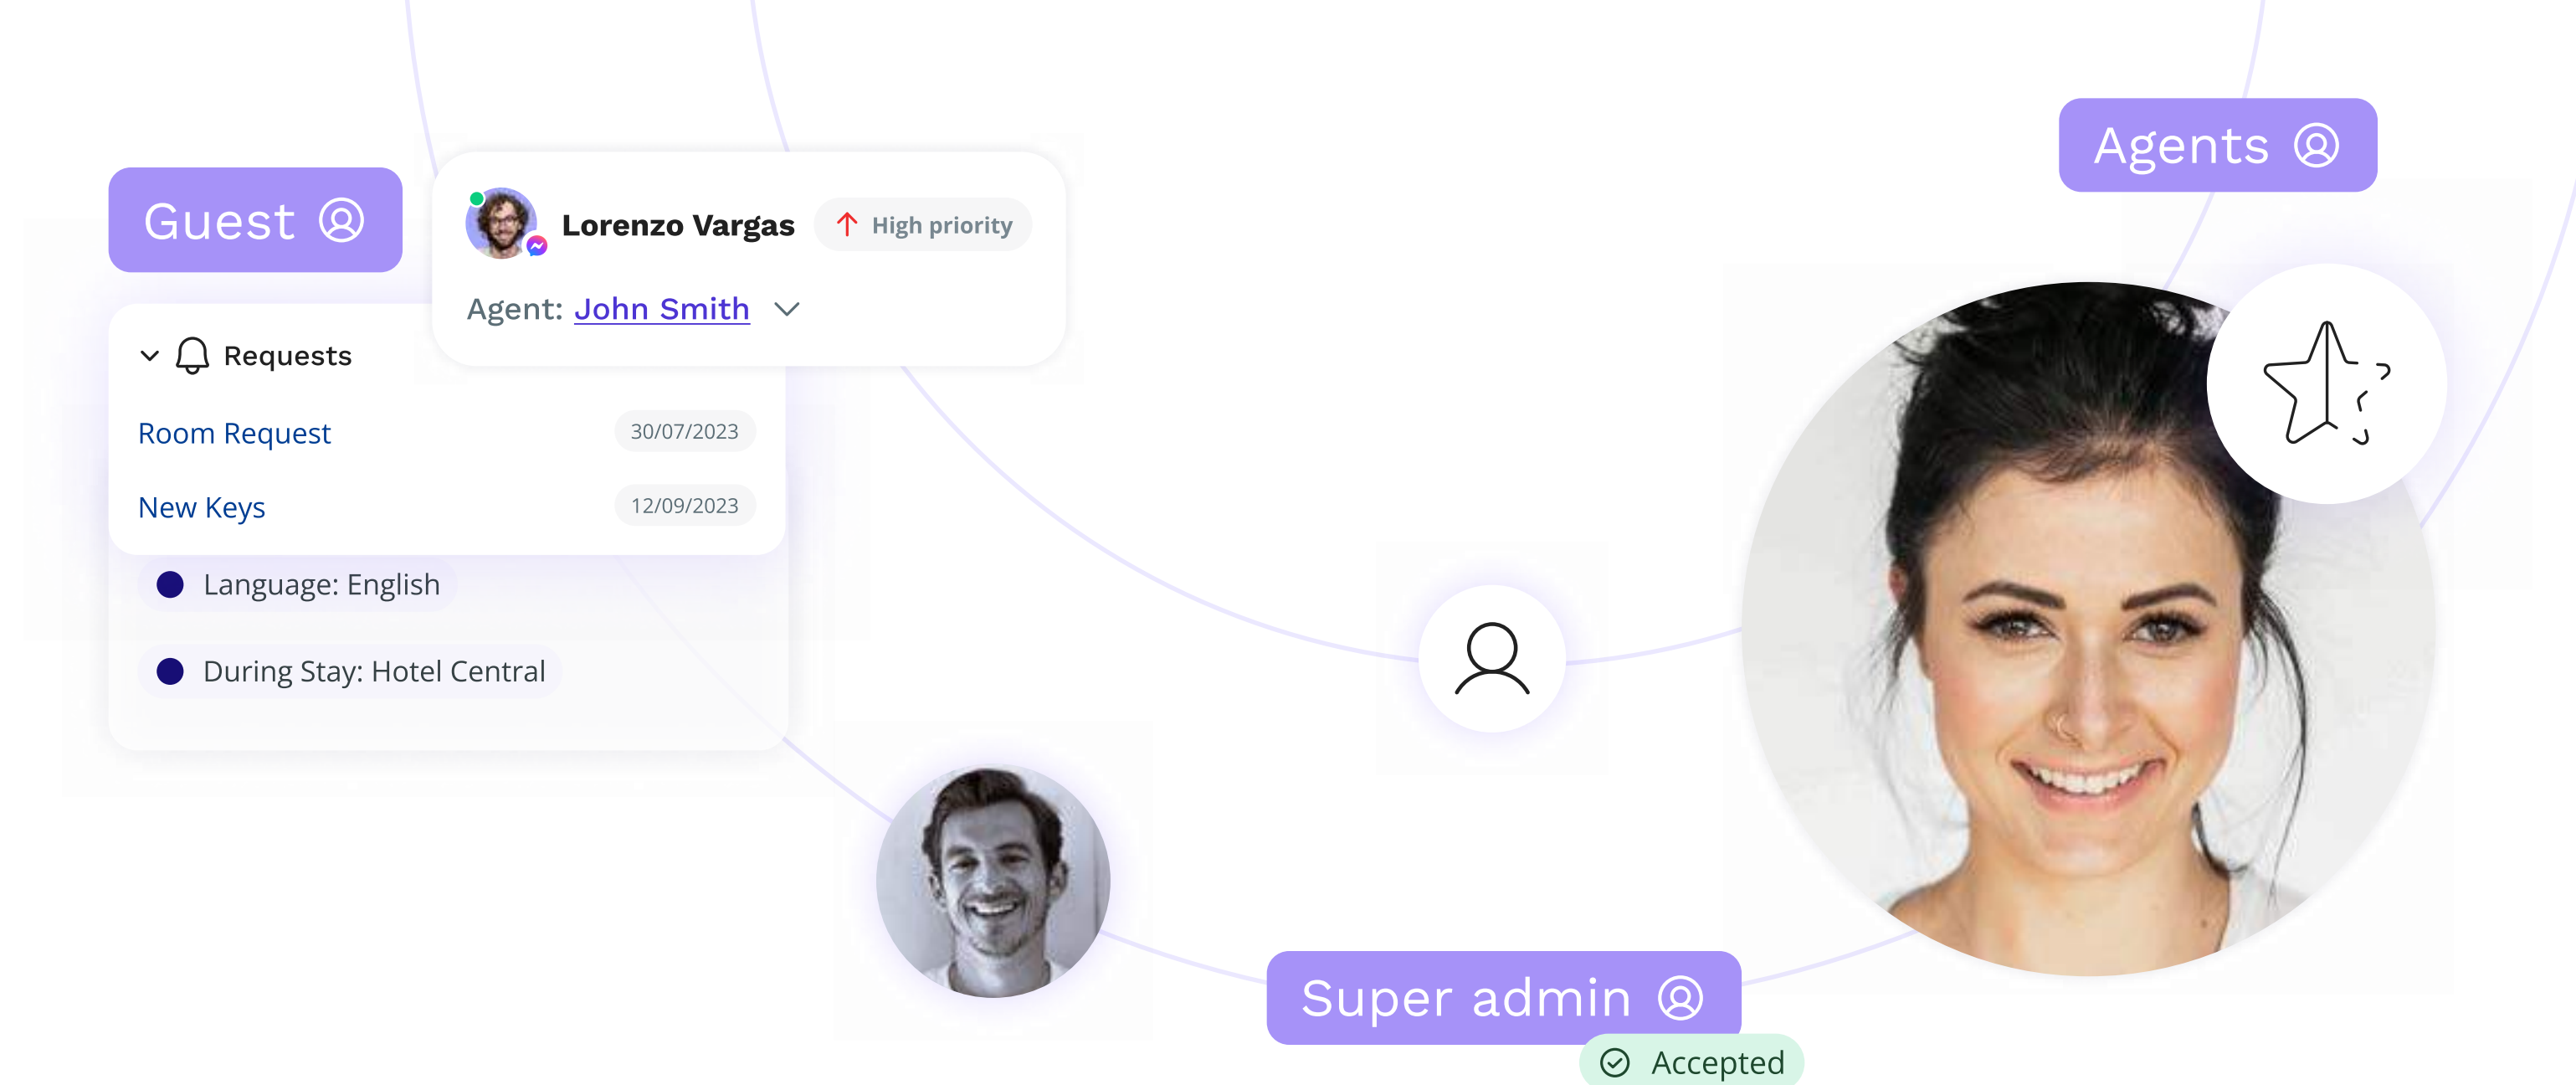 Agents
Guest
Lorenzo Vargas
High priority
Agent: John Smith
Requests
Room Request
30/07/2023
New Keys
12/09/2023
Language: English
During Stay: Hotel Central
Super admin
Accepted